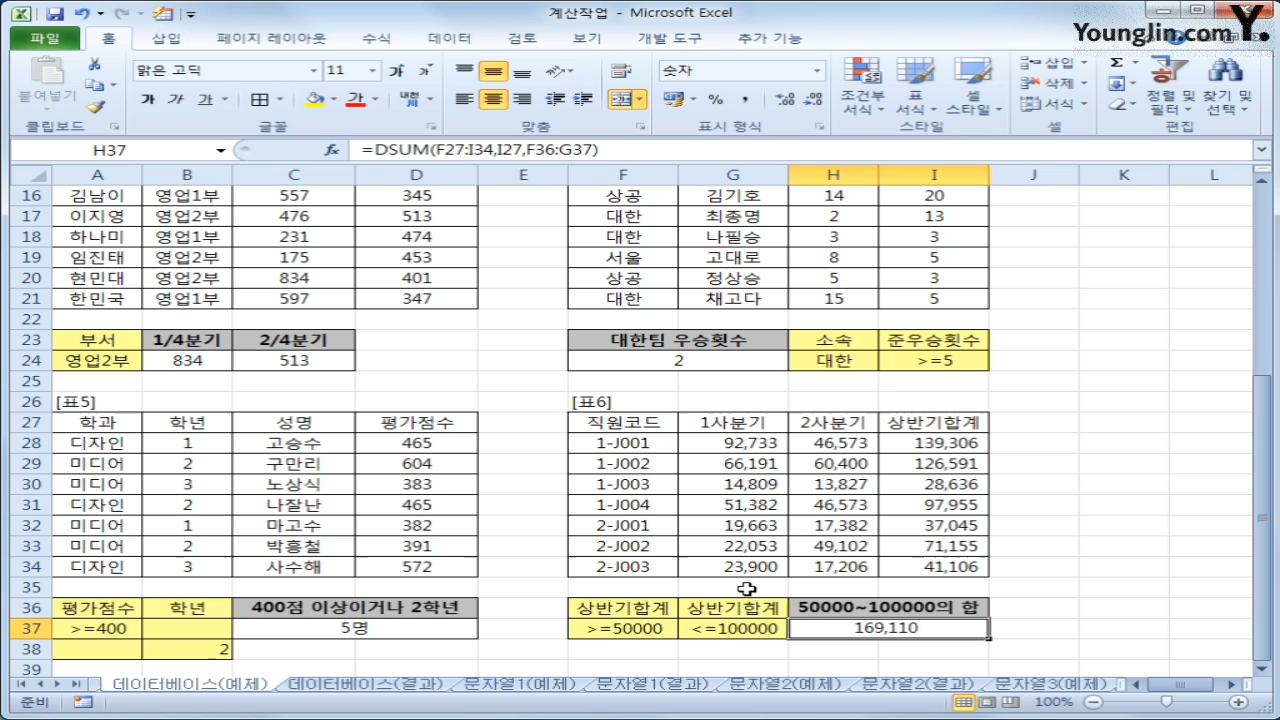 계산작업 - Microsoft Excel
Younglin.com Y.
파일 홈 삽입 페이지 레이아웃 수식 데이터 검토 보기 개발 도구 추가 기능
붙여넣기
맑은 고딕 11
가 가 가
숫자
조건부 서식 표 서식 셀 스타일
삽입 삭제 서식
정렬 및 필터 찾기 및 선택
클립보드 글꼴 맞춤 표시 형식 스타일 셀 편집
H37 fx =DSUM(F27:I34,I27,F36:G37)
A B C D E F G H I J K L
16 김남이 영업1부 557 345 상공 김기호 14 20
17 이지영 영업2부 476 513 대한 최종명 2 13
18 하나미 영업1부 231 474 대한 나필승 3 3
19 임진태 영업2부 175 453 서울 고대로 8 5
20 현민대 영업2부 834 401 상공 정상승 5 3
21 한민국 영업1부 597 347 대한 채고다 15 5
22
23 부서 1/4분기 2/4분기 대한팀 우승횟수 소속 준우승횟수
24 영업2부 834 513 2 대한 >=5
25
26 [표5] [표6]
27 학과 학년 성명 평가점수 직원코드 1사분기 2사분기 상반기합계
28 디자인 1 고승수 465 1-J001 92,733 46,573 139,306
29 미디어 2 구만리 604 1-J002 66,191 60,400 126,591
30 미디어 3 노상식 383 1-J003 14,809 13,827 28,636
31 디자인 2 나잘난 465 1-J004 51,382 46,573 97,955
32 미디어 1 마고수 382 2-J001 19,663 17,382 37,045
33 미디어 2 박흥철 391 2-J002 22,053 49,102 71,155
34 디자인 3 사수해 572 2-J003 23,900 17,206 41,106
35
36 평가점수 학년 400점 이상이거나 2학년 상반기합계 상반기합계 50000~100000의 합
37 >=400 5명 >=50000 <=100000 169,110
38 2
39
데이터베이스(예제) 데이터베이스(결과) 문자열1(예제) 문자열1(결과) 문자열2(예제) 문자열2(결과) 문자열3(예제)
준비 100%